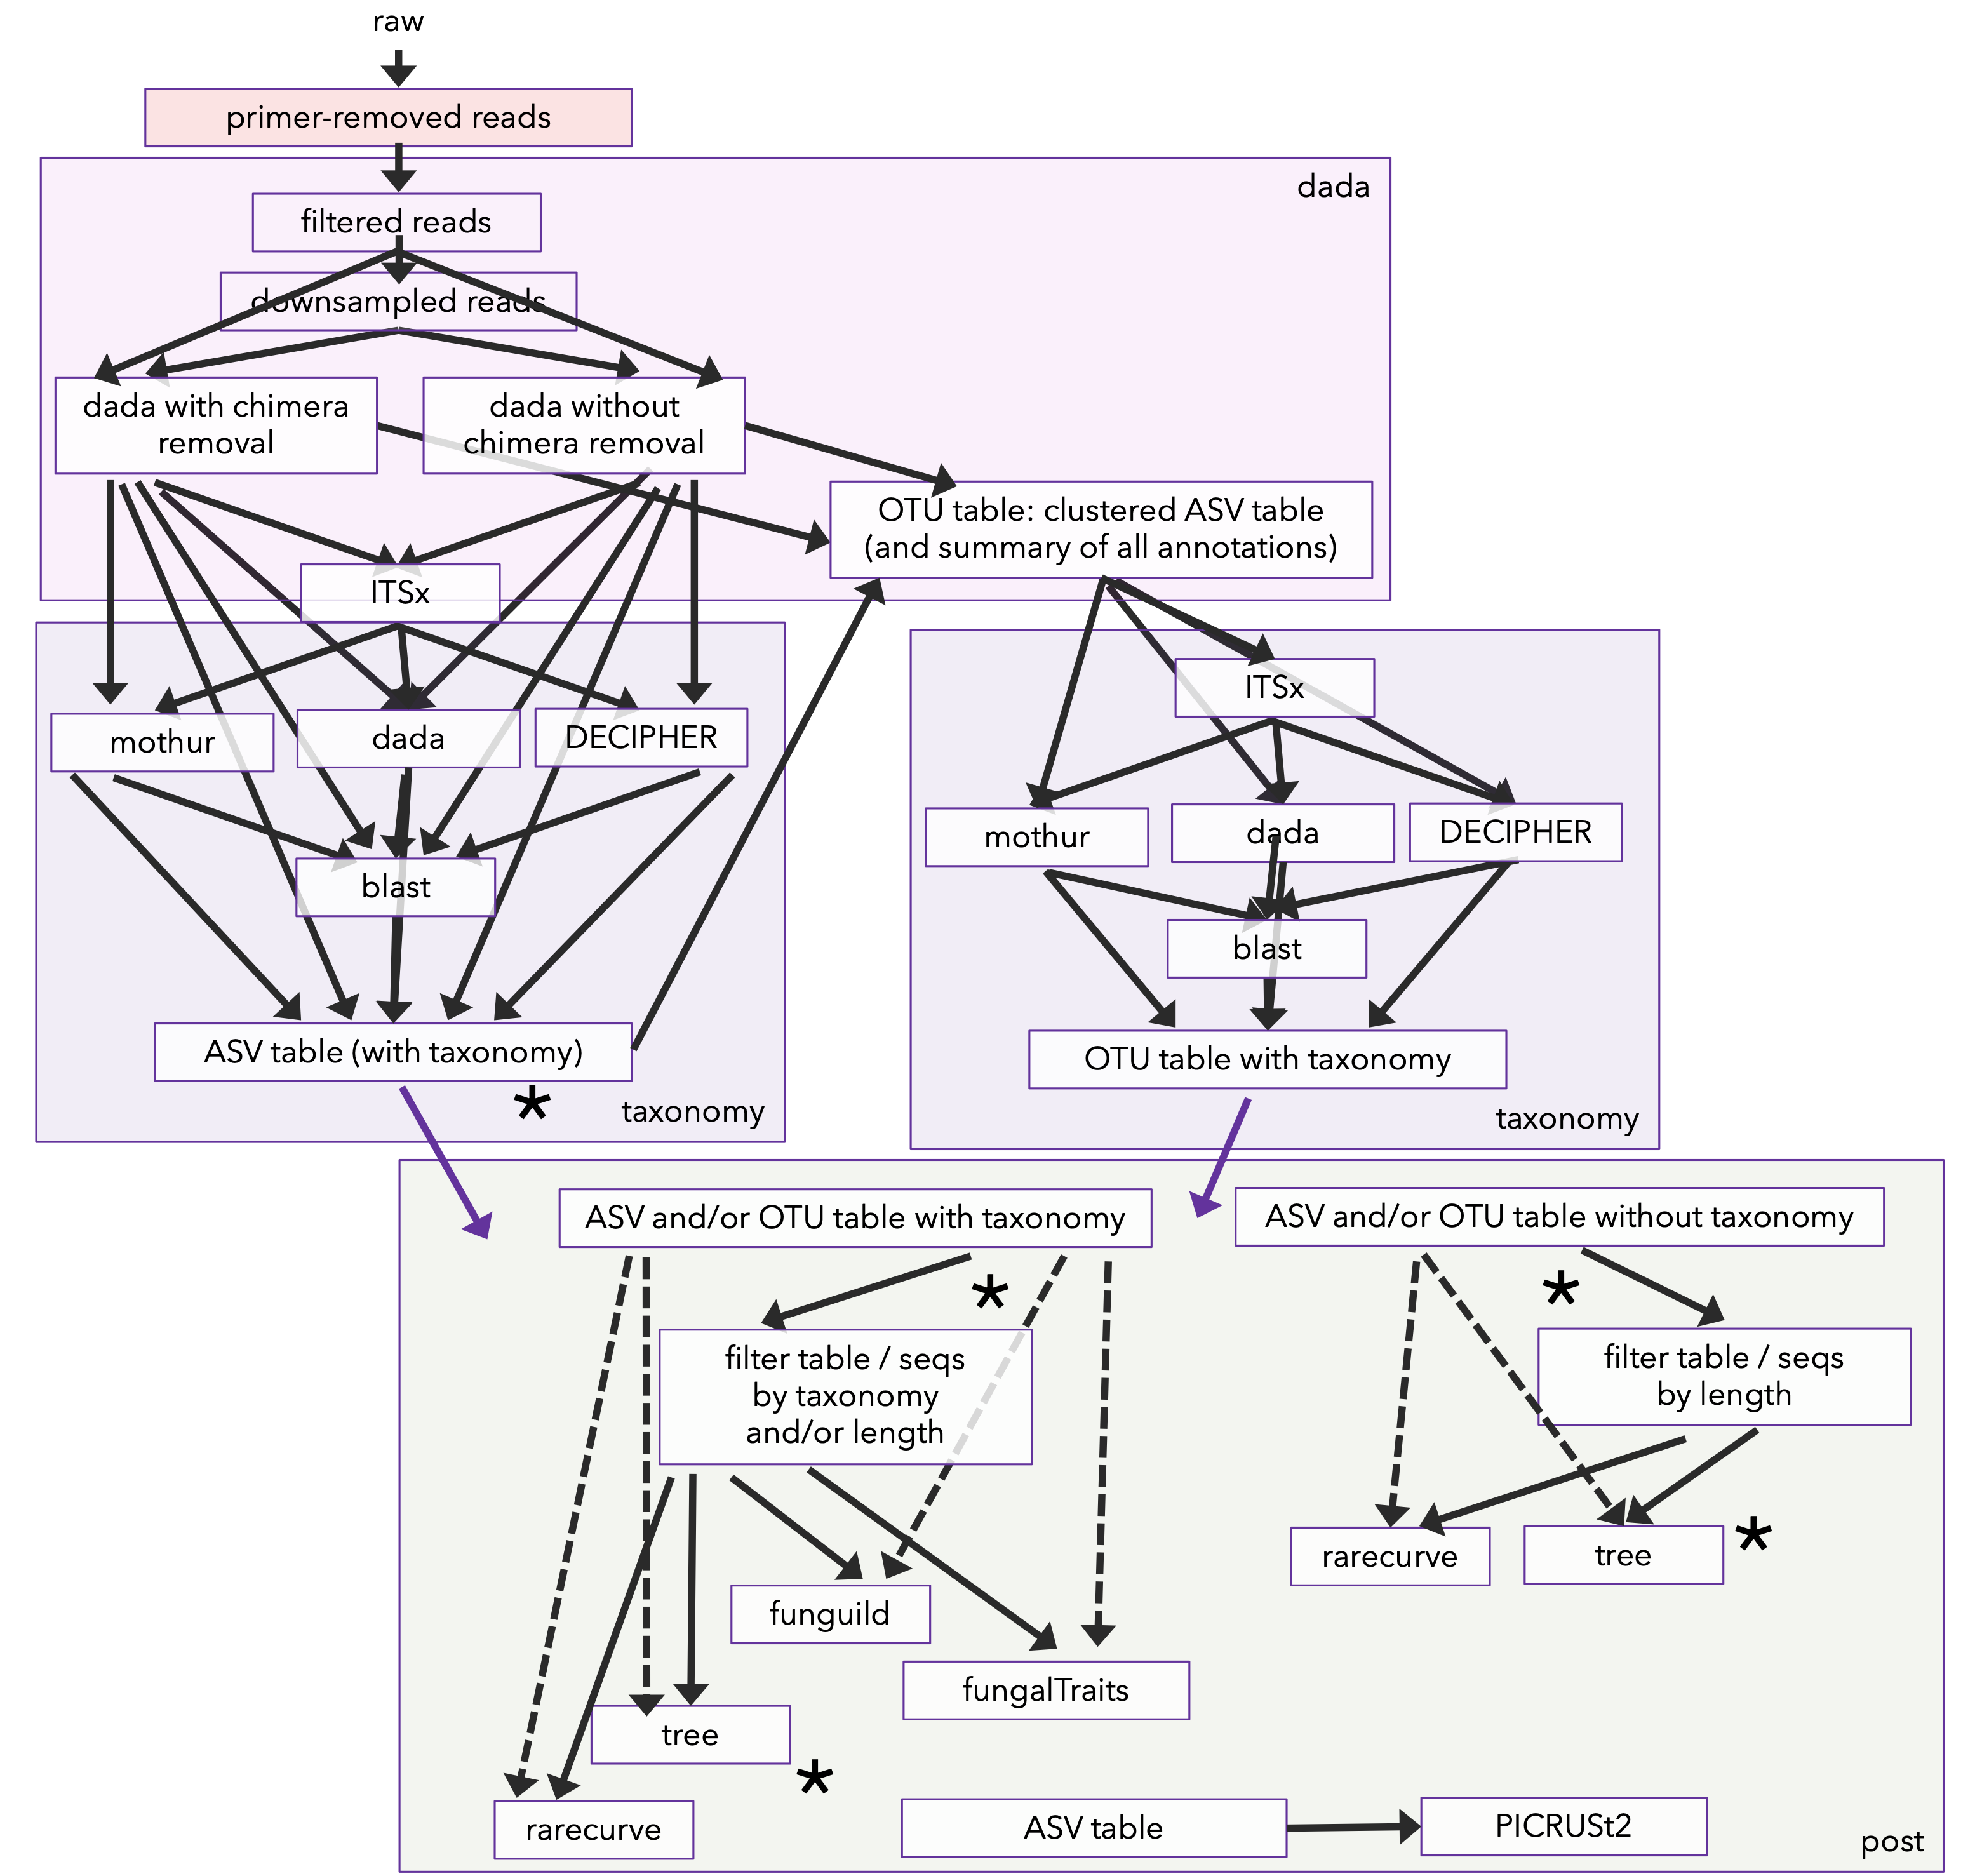 raw
primer-removed reads
dada
filtered reads
downsampled reads
dada with chimera
removal
dada without
chimera removal
OTU table: clustered ASV table
(and summary of all annotations)
ITSx
mothur
dada
DECIPHER
blast
ASV table (with taxonomy)
*
taxonomy
ITSx
mothur
dada
DECIPHER
blast
OTU table with taxonomy
taxonomy
ASV and/or OTU table with taxonomy
*
filter table / seqs
by taxonomy
and/or length
funguild
fungalTraits
tree
*
rarecurve
ASV and/or OTU table without taxonomy
*
filter table / seqs
by length
rarecurve
tree
*
ASV table
PICRUSt2
post